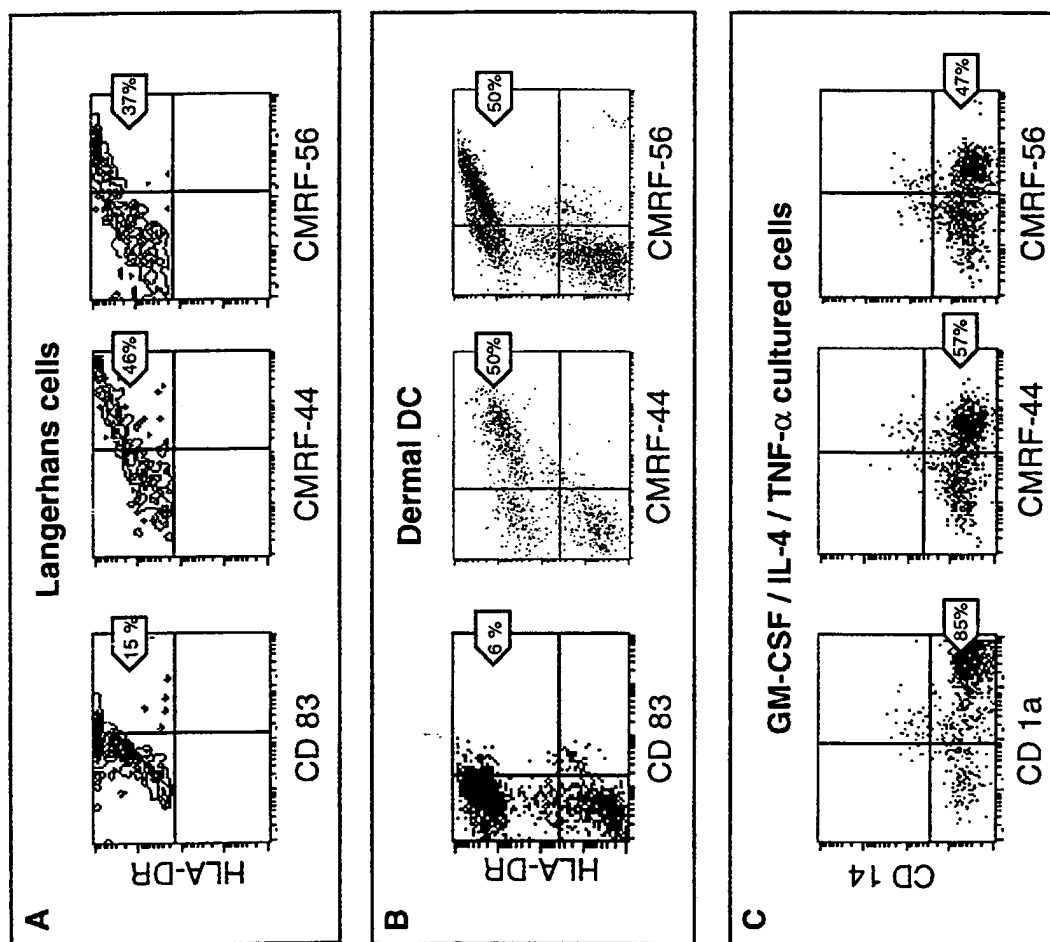 A
Langerhans cells
HLA-DR
15 %
46%
37%
CD 83
CMRF-44
CMRF-56
B
Dermal DC
HLA-DR
6 %
50%
50%
CD 83
CMRF-44
CMRF-56
C
GM-CSF / IL-4 / TNF-α cultured cells
CD 14
85%
57%
47%
CD 1a
CMRF-44
CMRF-56